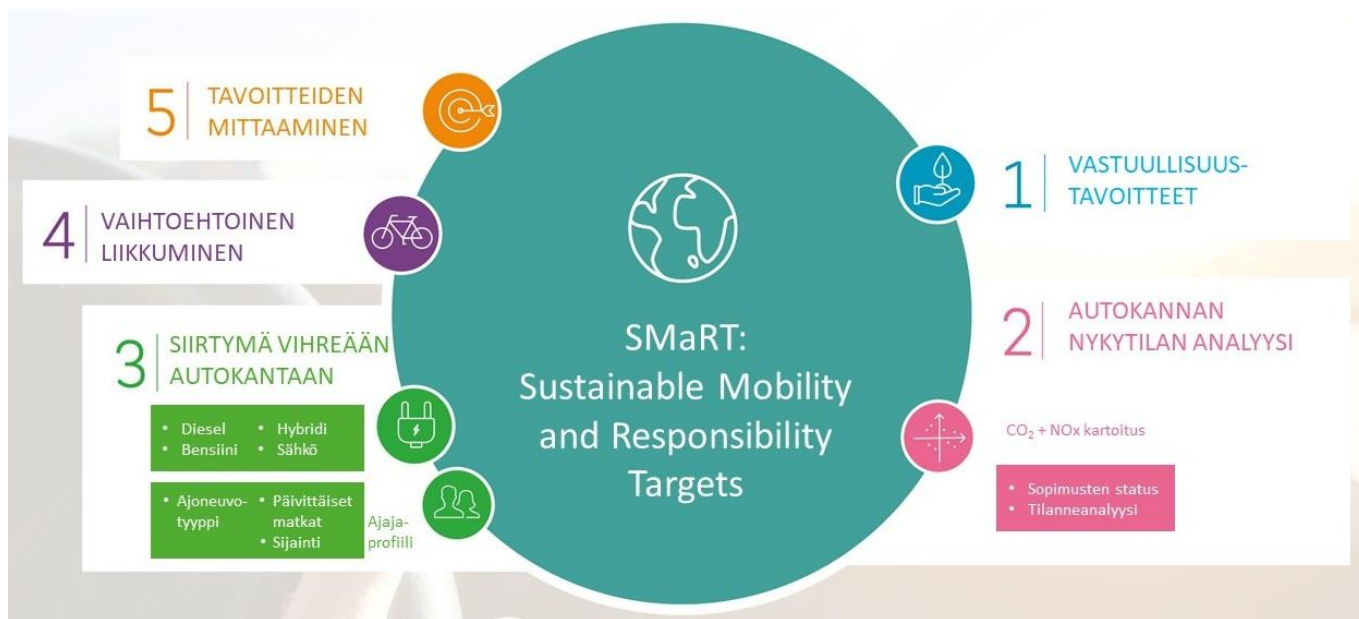 SMaRT:
Sustainable Mobility
and Responsibility
Targets
1
VASTUULLISUUS-
TAVOITTEET
2
AUTOKANNAN
NYKYTILAN ANALYYSI
CO₂ + NOx kartoitus
• Sopimusten status
• Tilanneanalyysi
3
SIIRTYMÄ VIHREÄÄN
AUTOKANTAAN
• Diesel
• Bensiini
• Hybridi
• Sähkö
• Ajoneuvo-
tyyppi
• Päivittäiset
matkat
• Sijainti
Ajaja-
profiili
4
VAIHTOEHTOINEN
LIIKKUMINEN
5
TAVOITTEIDEN
MITTAAMINEN